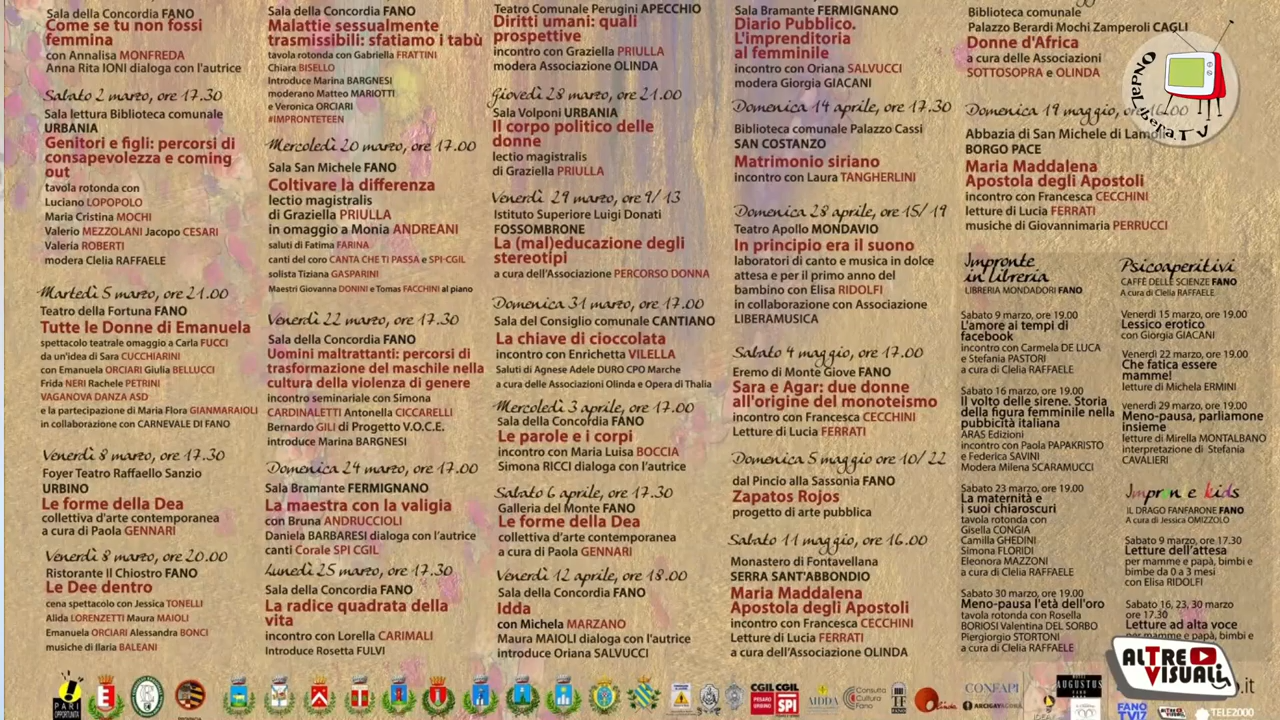 Sala della Concordia FANO
Come se tu non fossi
femmina
con Annalisa MONFREDA
Anna Rita IONI dialoga con l'autrice
Sabato 2 marzo, ore 17.30
Sala lettura Biblioteca comunale
URBANIA
Genitori e figli: percorsi di
consapevolezza e coming
out
tavola rotonda con
Luciano LOPOPOLO
Maria Cristina MOCHI
Valerio MEZZOLANI Jacopo CESARI
Valeria ROBERTI
modera Clelia RAFFAELE
Martedì 5 marzo, ore 21.00
Teatro della Fortuna FANO
Tutte le Donne di Emanuela
spettacolo teatrale omaggio a Carla FUCCI
da un'idea di Sara CUCCHIARINI
con Emanuela ORCIARI Giulia BELLUCCI
Frida NERI Rachele PETRINI
VAGANOVA DANZA ASD
e la partecipazione di Maria Flora GIANMARAIOLI
in collaborazione con CARNEVALE DI FANO
Venerdì 8 marzo, ore 17.30
Foyer Teatro Raffaello Sanzio
URBINO
Le forme della Dea
collettiva d'arte contemporanea
a cura di Paola GENNARI
Venerdì 8 marzo, ore 20.00
Ristorante Il Chiostro FANO
Le Dee dentro
cena spettacolo con Jessica TONELLI
Alida LORENZETTI Maura MAIOLI
Emanuela ORCIARI Alessandra BONCI
musiche di Ilaria BALEANI
Sala della Concordia FANO
Malattie sessualmente
trasmissibili: sfatiamo i tabù
tavola rotonda con Gabriella FRATTINI
Chiara BISELLO
Introduce Marina BARGNESI
moderano Matteo MARIOTTI
e Veronica ORCIARI
#IMPRONTETEEN
Mercoledì 20 marzo, ore 17.00
Sala San Michele FANO
Coltivare la differenza
lectio magistralis
di Graziella PRIULLA
in omaggio a Monia ANDREANI
saluti di Fatima FARINA
canti del coro CANTA CHE TI PASSA e SPI-CGIL
solista Tiziana GASPARINI
Maestri Giovanna DONINI e Tomas FACCHINI al piano
Venerdì 22 marzo, ore 17.30
Sala della Concordia FANO
Uomini maltrattanti: percorsi di
trasformazione del maschile nella
cultura della violenza di genere
incontro seminariale con Simona
CARDINALETTI Antonella CICCARELLI
Bernardo GILI di Progetto V.O.C.E.
introduce Marina BARGNESI
Domenica 24 marzo, ore 17.00
Sala Bramante FERMIGNANO
La maestra con la valigia
con Bruna ANDRUCCIOLI
Daniela BARBARESI dialoga con l'autrice
canti Corale SPI CGIL
Lunedì 25 marzo, ore 17.30
Sala della Concordia FANO
La radice quadrata della
vita
incontro con Lorella CARIMALI
Introduce Rosetta FULVI
Teatro Comunale Perugini APECCHIO
Diritti umani: quali
prospettive
incontro con Graziella PRIULLA
modera Associazione OLINDA
Giovedì 28 marzo, ore 21.00
Sala Volponi URBANIA
Il corpo politico delle
donne
lectio magistralis
di Graziella PRIULLA
Venerdì 29 marzo, ore 9/13
Istituto Superiore Luigi Donati
FOSSOMBRONE
La (mal)educazione degli
stereotipi
a cura dell'Associazione PERCORSO DONNA
Domenica 31 marzo, ore 17.00
Sala del Consiglio comunale CANTIANO
La chiave di cioccolata
incontro con Enrichetta VILELLA
Saluti di Agnese Adele DURO CPO Marche
a cura delle Associazioni Olinda e Opera di Thalia
Mercoledì 3 aprile, ore 17.00
Sala della Concordia FANO
Le parole e i corpi
incontro con Maria Luisa BOCCIA
Simona RICCI dialoga con l'autrice
Sabato 6 aprile, ore 17.30
Galleria del Monte FANO
Le forme della Dea
collettiva d'arte contemporanea
a cura di Paola GENNARI
Venerdì 12 aprile, ore 18.00
Sala della Concordia FANO
Idda
con Michela MARZANO
Maura MAIOLI dialoga con l'autrice
introduce Oriana SALVUCCI
Sala Bramante FERMIGNANO
Diario Pubblico.
L'imprenditoria
al femminile
incontro con Oriana SALVUCCI
modera Giorgia GIACANI
Domenica 14 aprile, ore 17.30
Biblioteca comunale Palazzo Cassi
SAN COSTANZO
Matrimonio siriano
incontro con Laura TANGHERLINI
Domenica 28 aprile, ore 15/19
Teatro Apollo MONDAVIO
In principio era il suono
laboratori di canto e musica in dolce
attesa e per il primo anno del
bambino con Elisa RIDOLFI
in collaborazione con Associazione
LIBERAMUSICA
Sabato 4 maggio, ore 17.00
Eremo di Monte Giove FANO
Sara e Agar: due donne
all'origine del monoteismo
incontro con Francesca CECCHINI
Letture di Lucia FERRATI
Domenica 5 maggio ore 10/22
dal Pincio alla Sassonia FANO
Zapatos Rojos
progetto di arte pubblica
Sabato 11 maggio, ore 16.00
Monastero di Fontavellana
SERRA SANT'ABBONDIO
Maria Maddalena
Apostola degli Apostoli
incontro con Francesca CECCHINI
Letture di Lucia FERRATI
a cura dell'Associazione OLINDA
Biblioteca comunale
Palazzo Berardi Mochi Zamperoli CAGLI
Donne d'Africa
a cura delle Associazioni
SOTTOSOPRA e OLINDA
Domenica 19 maggio, ore 16.00
Abbazia di San Michele di Lamoli
BORGO PACE
Maria Maddalena
Apostola degli Apostoli
incontro con Francesca CECCHINI
letture di Lucia FERRATI
musiche di Giovannimaria PERRUCCI
Impronte
in libreria
LIBRERIA MONDADORI FANO
Sabato 9 marzo, ore 19.00
L'amore ai tempi di
facebook
incontro con Carmela DE LUCA
e Stefania PASTORI
a cura di Clelia RAFFAELE
Sabato 16 marzo, ore 19.00
Il volto delle sirene. Storia
della figura femminile nella
pubblicità italiana
ARAS Edizioni
incontro con Paola PAPAKRISTO
e Federica SAVINI
Modera Milena SCARAMUCCI
Sabato 23 marzo, ore 19.00
La maternità e
i suoi chiaroscuri
tavola rotonda con
Gisella CONGIA
Camilla GHEDINI
Simona FLORIDI
Eleonora MAZZONI
a cura di Clelia RAFFAELE
Sabato 30 marzo, ore 19.00
Meno-pausa l'età dell'oro
tavola rotonda con Rosella
BORIOSI Valentina DEL SORBO
Piergiorgio STORTONI
a cura di Clelia RAFFAELE
Psicoaperitivi
CAFFÈ DELLE SCIENZE FANO
A cura di Clelia RAFFAELE
Venerdì 15 marzo, ore 19.00
Lessico erotico
con Giorgia GIACANI
Venerdì 22 marzo, ore 19.00
Che fatica essere
mamme!
letture di Michela ERMINI
venerdì 29 marzo, ore 19.00
Meno-pausa, parliamone
insieme
letture di Mirella MONTALBANO
interpretazione di Stefania
CAVALIERI
Impronte kids
IL DRAGO FANFARONE FANO
A cura di Jessica OMIZZOLO
Sabato 9 marzo, ore 17.30
Letture dell'attesa
per mamme e papà, bimbi e
bimbe da 0 a 3 mesi
con Elisa RIDOLFI
Sabato 16, 23, 30 marzo
ore 17.30
Letture ad alta voce
per mamme e papà, bimbi e
OndaLibera.TV
ALTRE
VISUALI
.it
PARI
OPPORTUNITÀ
CGIL CGIL
PESARO
URBINO
SPI
AIDDA
Consulta
Cultura
Fano
Olinda
CONFAPI
ARCIGAY AGORÀ
HOTEL
AUGUSTUS
FANO
FANO
TV17
TELE2000